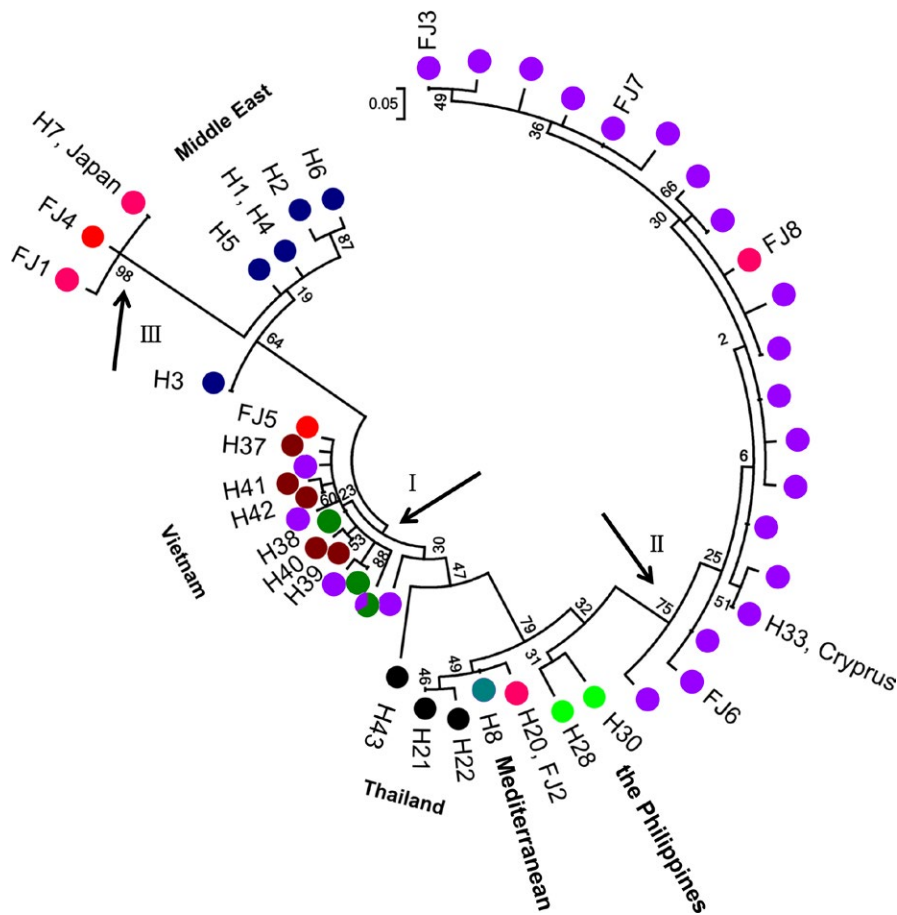 FJ3
FJ7
0.05
49
36
Middle East
H7, Japan
FJ4
FJ1
98
III
H6
H2
H1, H4
H5
87
19
64
H3
66
30
FJ8
2
6
25
51
H33, Cryprus
FJ6
75
II
FJ5
H37
H41
H42
H38
H40
H39
Vietnam
60
23
53
88
I
30
47
79
32
31
49
46
H43
H21
H22
H8
H20, FJ2
H28
H30
Thailand
Mediterranean
the Philippines